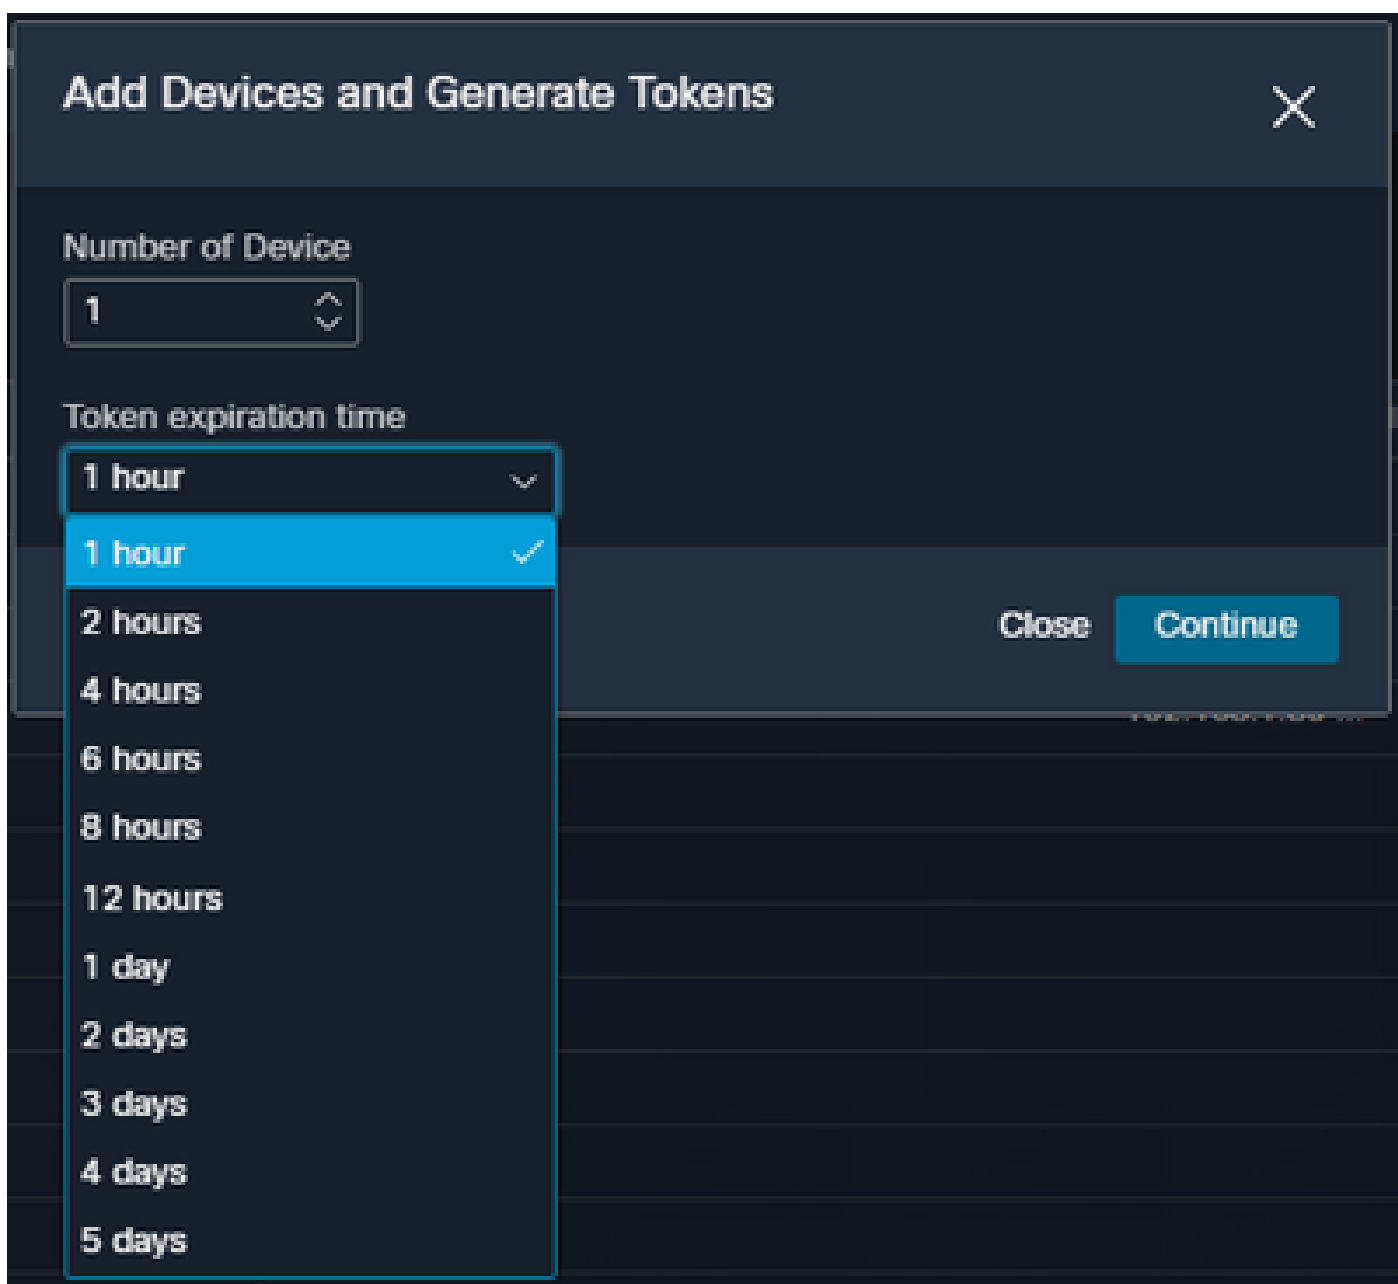 Add Devices and Generate Tokens
Number of Device
1
Token expiration time
1 hour
1 hour
2 hours
4 hours
6 hours
8 hours
12 hours
1 day
2 days
3 days
4 days
5 days
Close
Continue